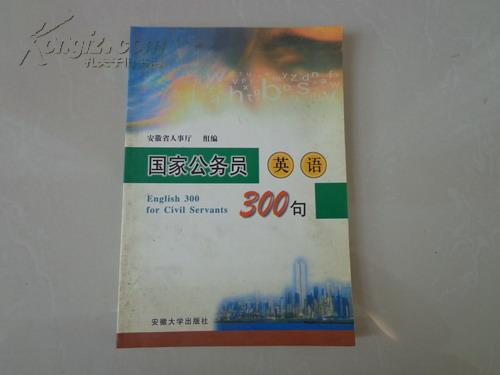 Kongfz.com
孔夫子旧书网
安徽省人事厅 组编
国家公务员 英语
English 300
for Civil Servants
300句
安徽大学出版社